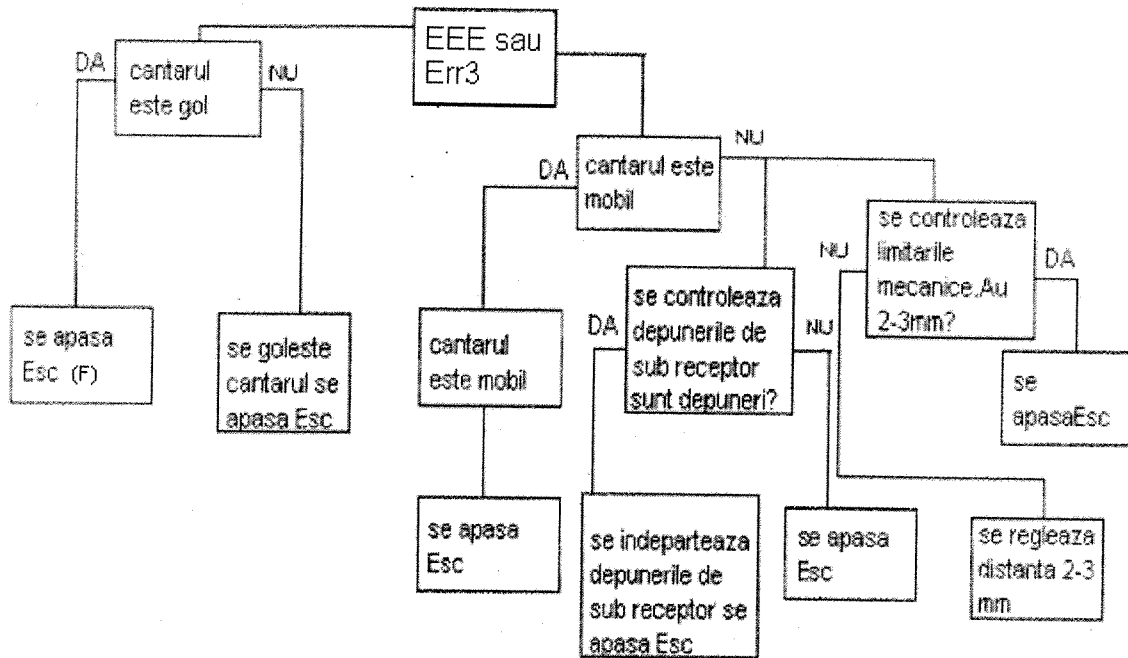 EEE sau
Err3
DA
cantarul
este gol
NU
se apasa
Esc (F)
se goleste
cantarul se
apasa Esc
DA
cantarul este
mobil
NU
cantarul
este mobil
se apasa
Esc
DA
se controleaza
depunerile de
sub receptor
sunt depuneri?
NU
se indeparteaza
depunerile de
sub receptor se
apasa Esc
se apasa
Esc
NU
se controleaza
limitarile
mecanice.Au
2-3mm?
DA
se
apasaEsc
se regleaza
distanta 2-3
mm